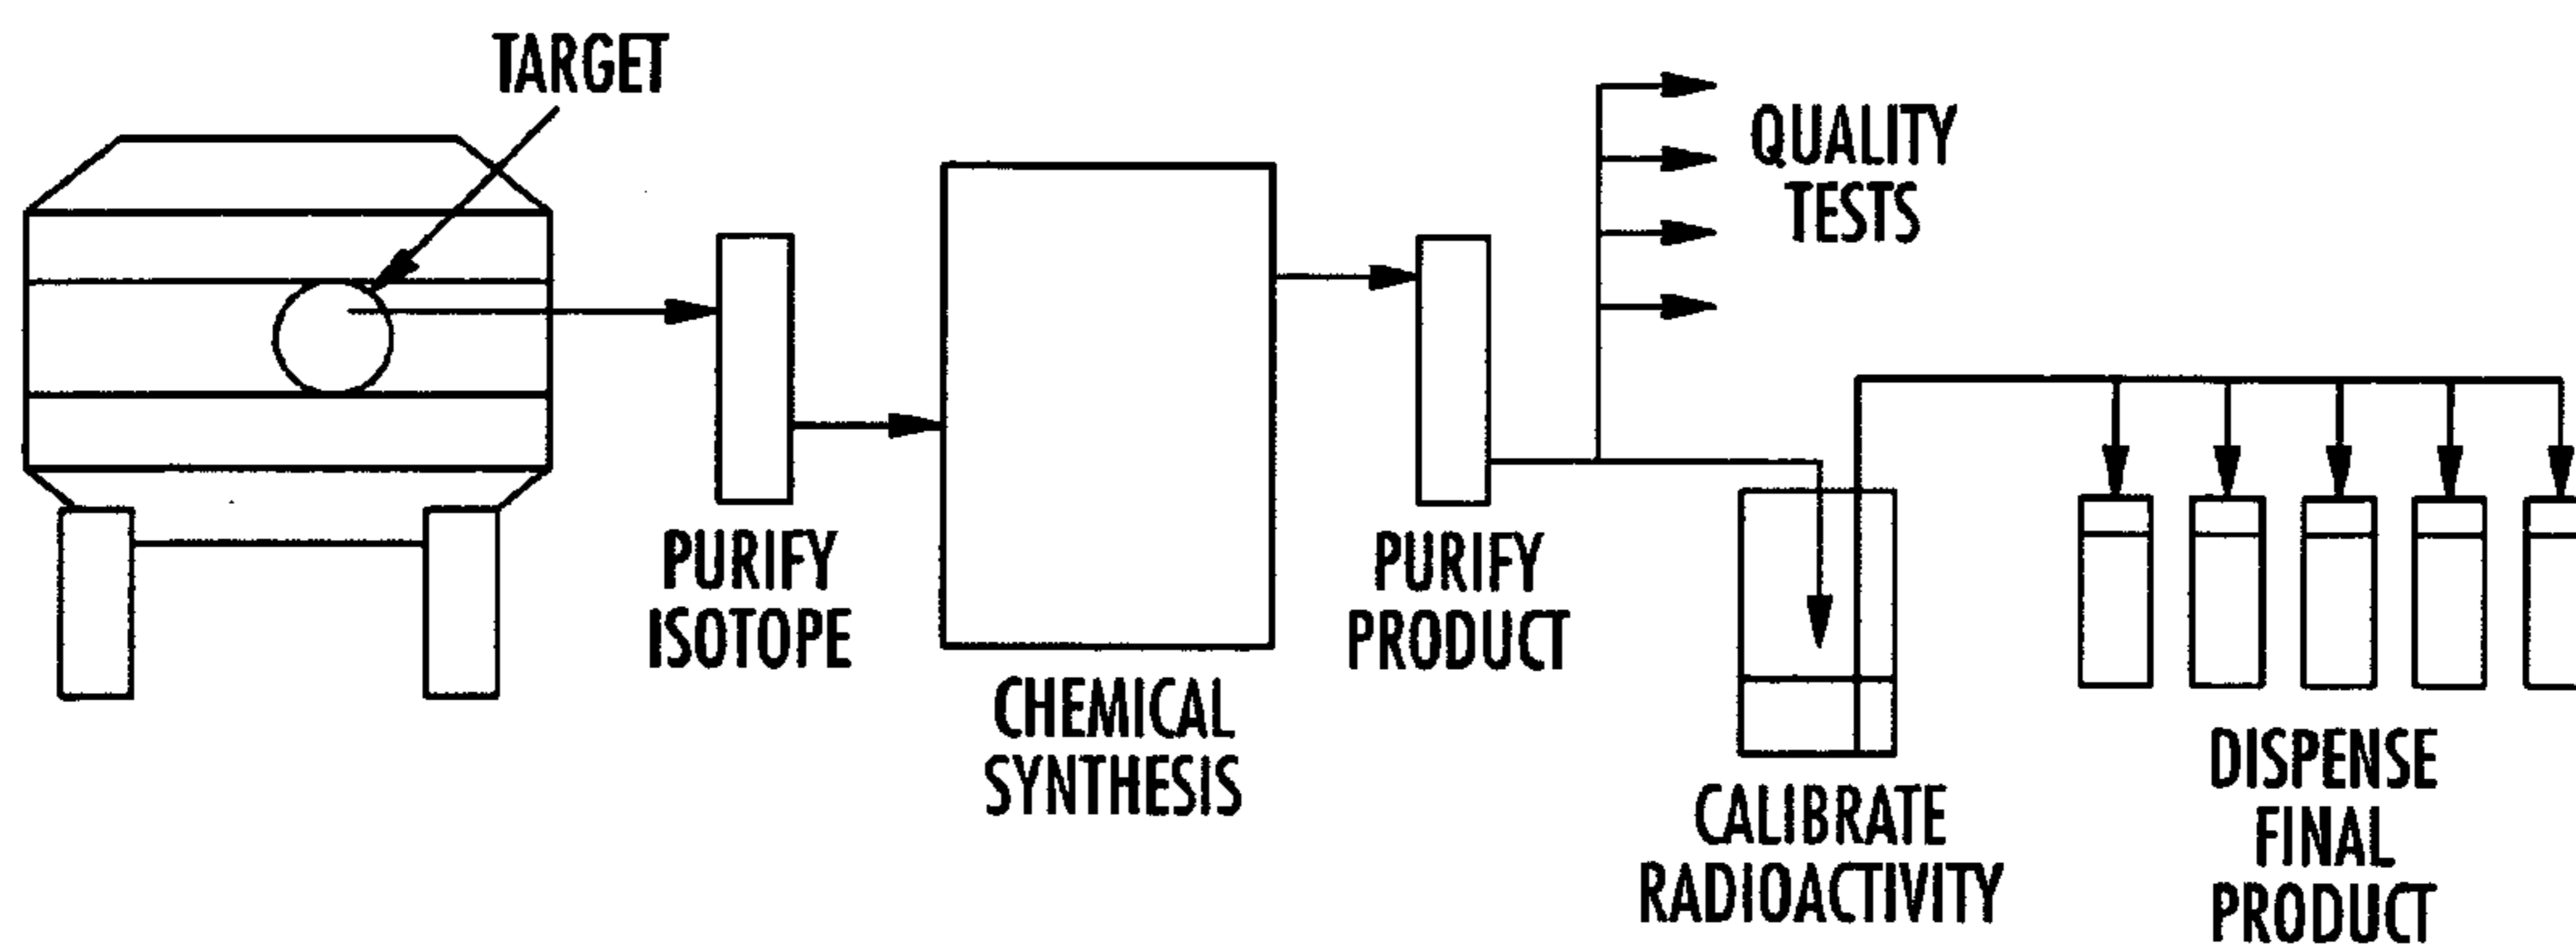 TARGET
QUALITY
TESTS
PURIFY
ISOTOPE
CHEMICAL
SYNTHESIS
PURIFY
PRODUCT
CALIBRATE
RADIOACTIVITY
DISPENSE
FINAL
PRODUCT